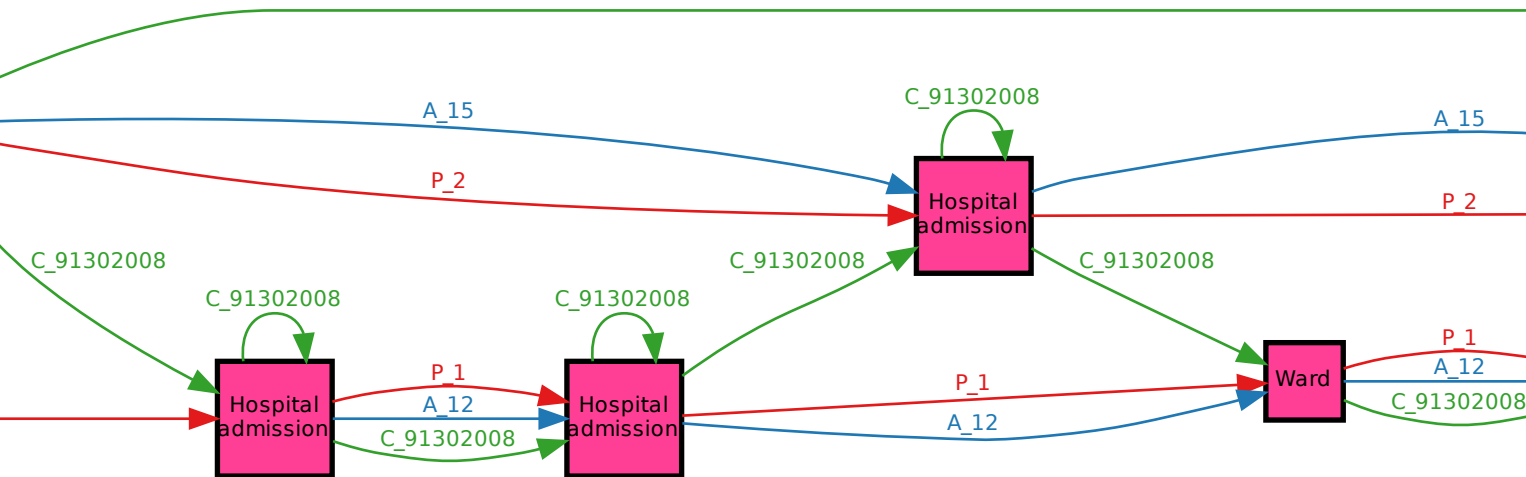 C_91302008
A_15
A_15
P_2
Hospital
admission
P_2
C_91302008
C_91302008
C_91302008
C_91302008
C_91302008
P_1
P_1
A_12
Ward
A_12
P_1
Hospital
admission
Hospital
admission
C_91302008
C_91302008
A_12